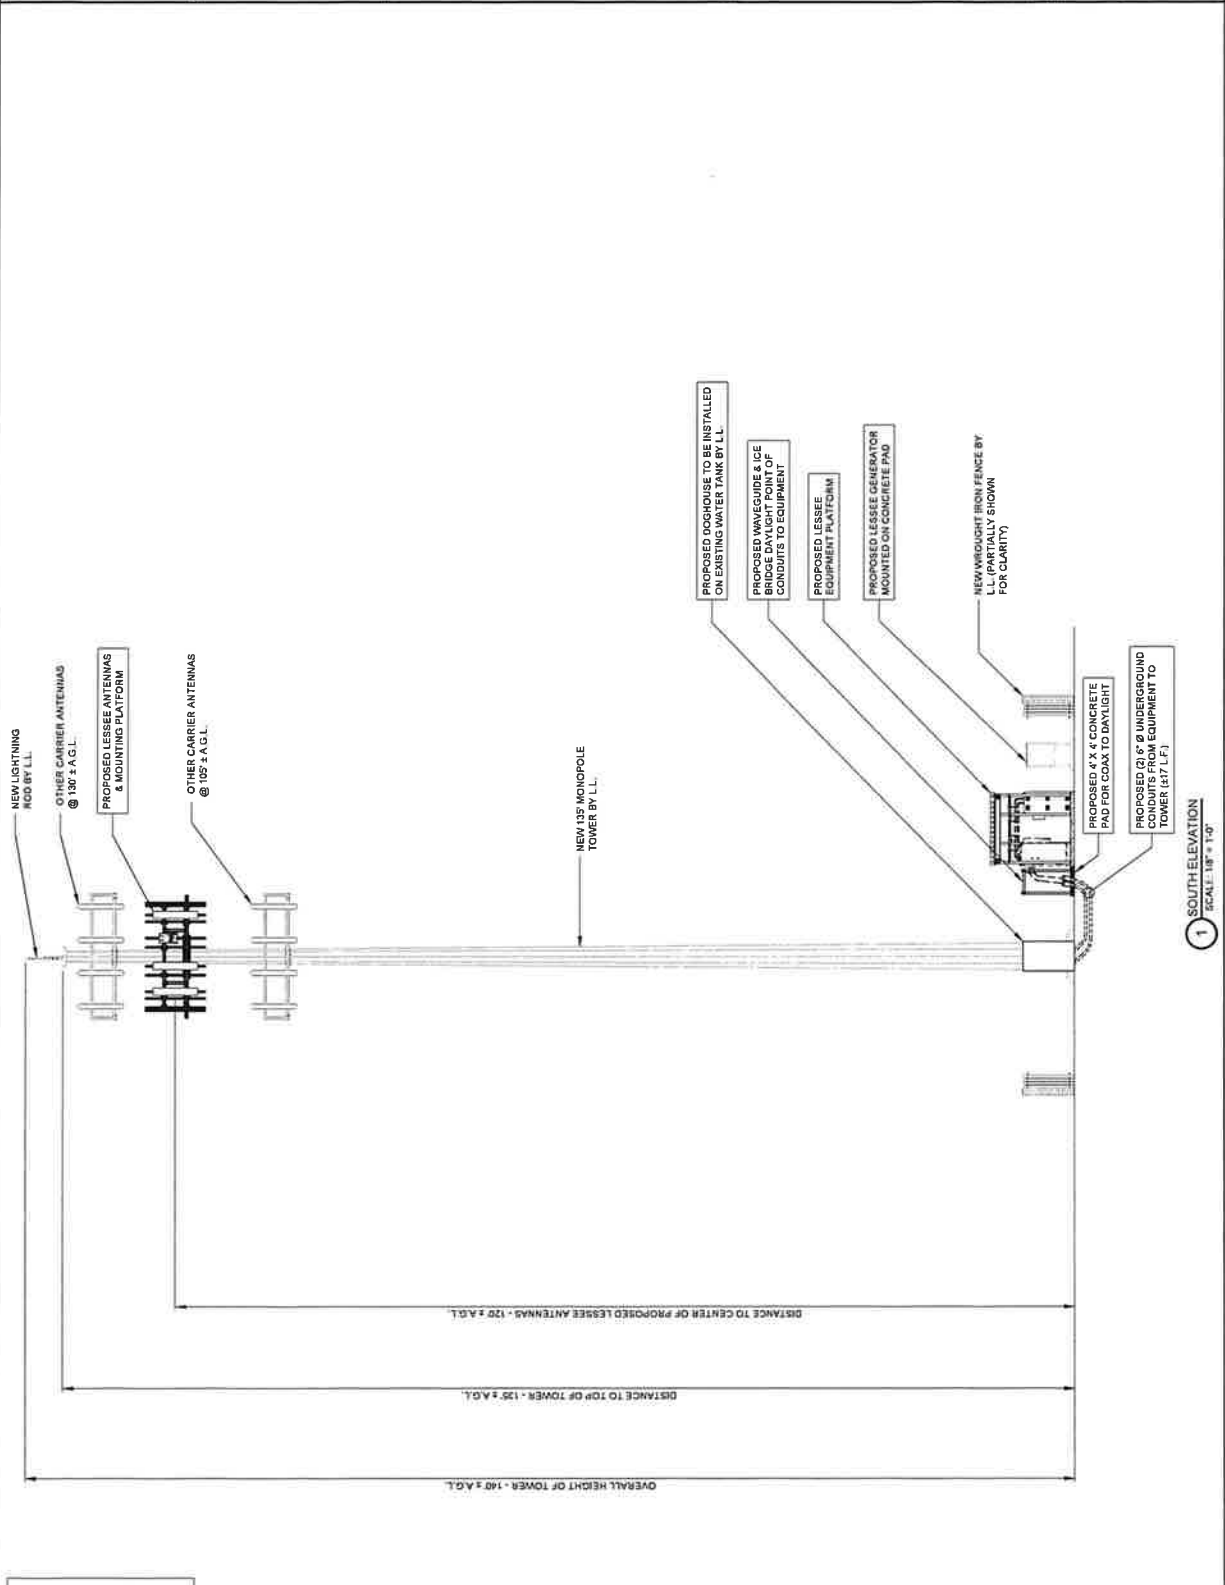 NEW LIGHTNING
ROD BY L.L.
OTHER CARRIER ANTENNAS
@ 130' ± A.G.L.
PROPOSED LESSEE ANTENNAS
& MOUNTING PLATFORM
OTHER CARRIER ANTENNAS
@ 105' ± A.G.L.
NEW 135' MONOPOLE
TOWER BY L.L.
PROPOSED DOGHOUSE TO BE INSTALLED
ON EXISTING WATER TANK BY L.L.
PROPOSED WAVEGUIDE & ICE
BRIDGE DAYLIGHT POINT OF
CONDUITS TO EQUIPMENT
PROPOSED LESSEE
EQUIPMENT PLATFORM
PROPOSED LESSEE GENERATOR
MOUNTED ON CONCRETE PAD
NEW WROUGHT IRON FENCE BY
L.L. (PARTIALLY SHOWN
FOR CLARITY)
PROPOSED 4' X 4' CONCRETE
PAD FOR COAX TO DAYLIGHT
PROPOSED (2) 6" Ø UNDERGROUND
CONDUITS FROM EQUIPMENT TO
TOWER (±17 L.F.)
DISTANCE TO CENTER OF PROPOSED LESSEE ANTENNAS - 120' ± A.G.L.
DISTANCE TO TOP OF TOWER - 135' ± A.G.L.
OVERALL HEIGHT OF TOWER - 140' ± A.G.L.
1 SOUTH ELEVATION
SCALE: 1/8" = 1'-0"